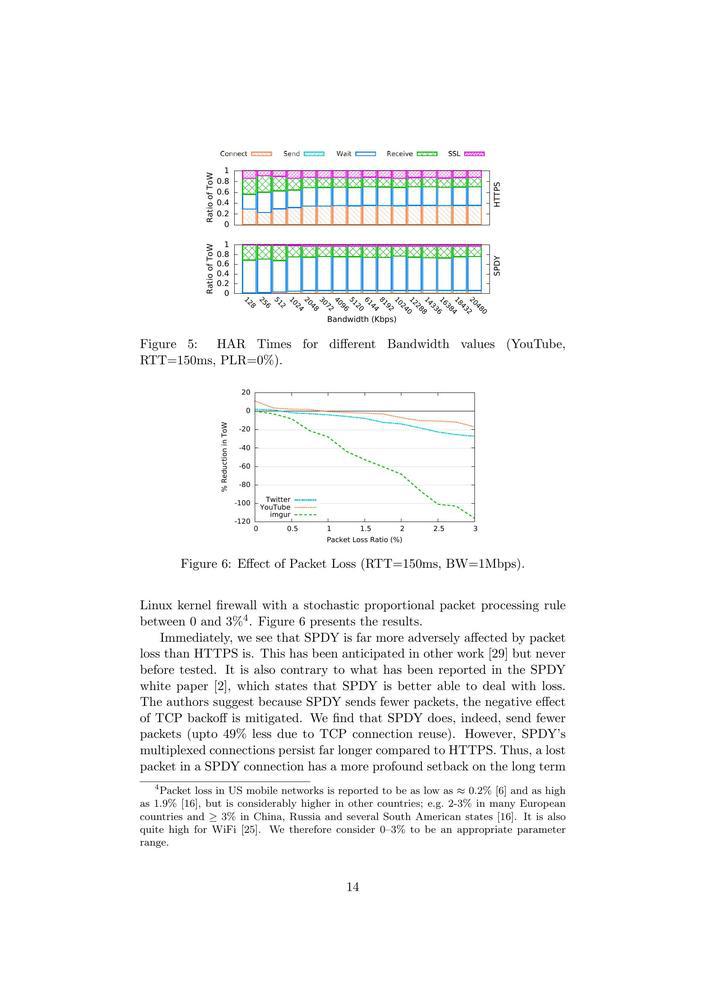 Connect Send Wait Receive SSL
1
0.8
0.6
0.4
0.2
0
Ratio of ToW
HTTPS
1
0.8
0.6
0.4
0.2
0
Ratio of ToW
SPDY
128 256 512 1024 2048 3072 4096 5120 6144 8192 10240 12288 14336 16384 18432 20480
Bandwidth (Kbps)
Figure 5: HAR Times for different Bandwidth values (YouTube,
RTT=150ms, PLR=0%).
20
0
-20
-40
-60
-80
-100
-120
% Reduction in ToW
Twitter
YouTube
imgur
0 0.5 1 1.5 2 2.5 3
Packet Loss Ratio (%)
Figure 6: Effect of Packet Loss (RTT=150ms, BW=1Mbps).
Linux kernel firewall with a stochastic proportional packet processing rule
between 0 and 3%⁴. Figure 6 presents the results.
Immediately, we see that SPDY is far more adversely affected by packet
loss than HTTPS is. This has been anticipated in other work [29] but never
before tested. It is also contrary to what has been reported in the SPDY
white paper [2], which states that SPDY is better able to deal with loss.
The authors suggest because SPDY sends fewer packets, the negative effect
of TCP backoff is mitigated. We find that SPDY does, indeed, send fewer
packets (upto 49% less due to TCP connection reuse). However, SPDY's
multiplexed connections persist far longer compared to HTTPS. Thus, a lost
packet in a SPDY connection has a more profound setback on the long term
⁴Packet loss in US mobile networks is reported to be as low as ≈ 0.2% [6] and as high
as 1.9% [16], but is considerably higher in other countries; e.g. 2-3% in many European
countries and ≥ 3% in China, Russia and several South American states [16]. It is also
quite high for WiFi [25]. We therefore consider 0–3% to be an appropriate parameter
range.
14